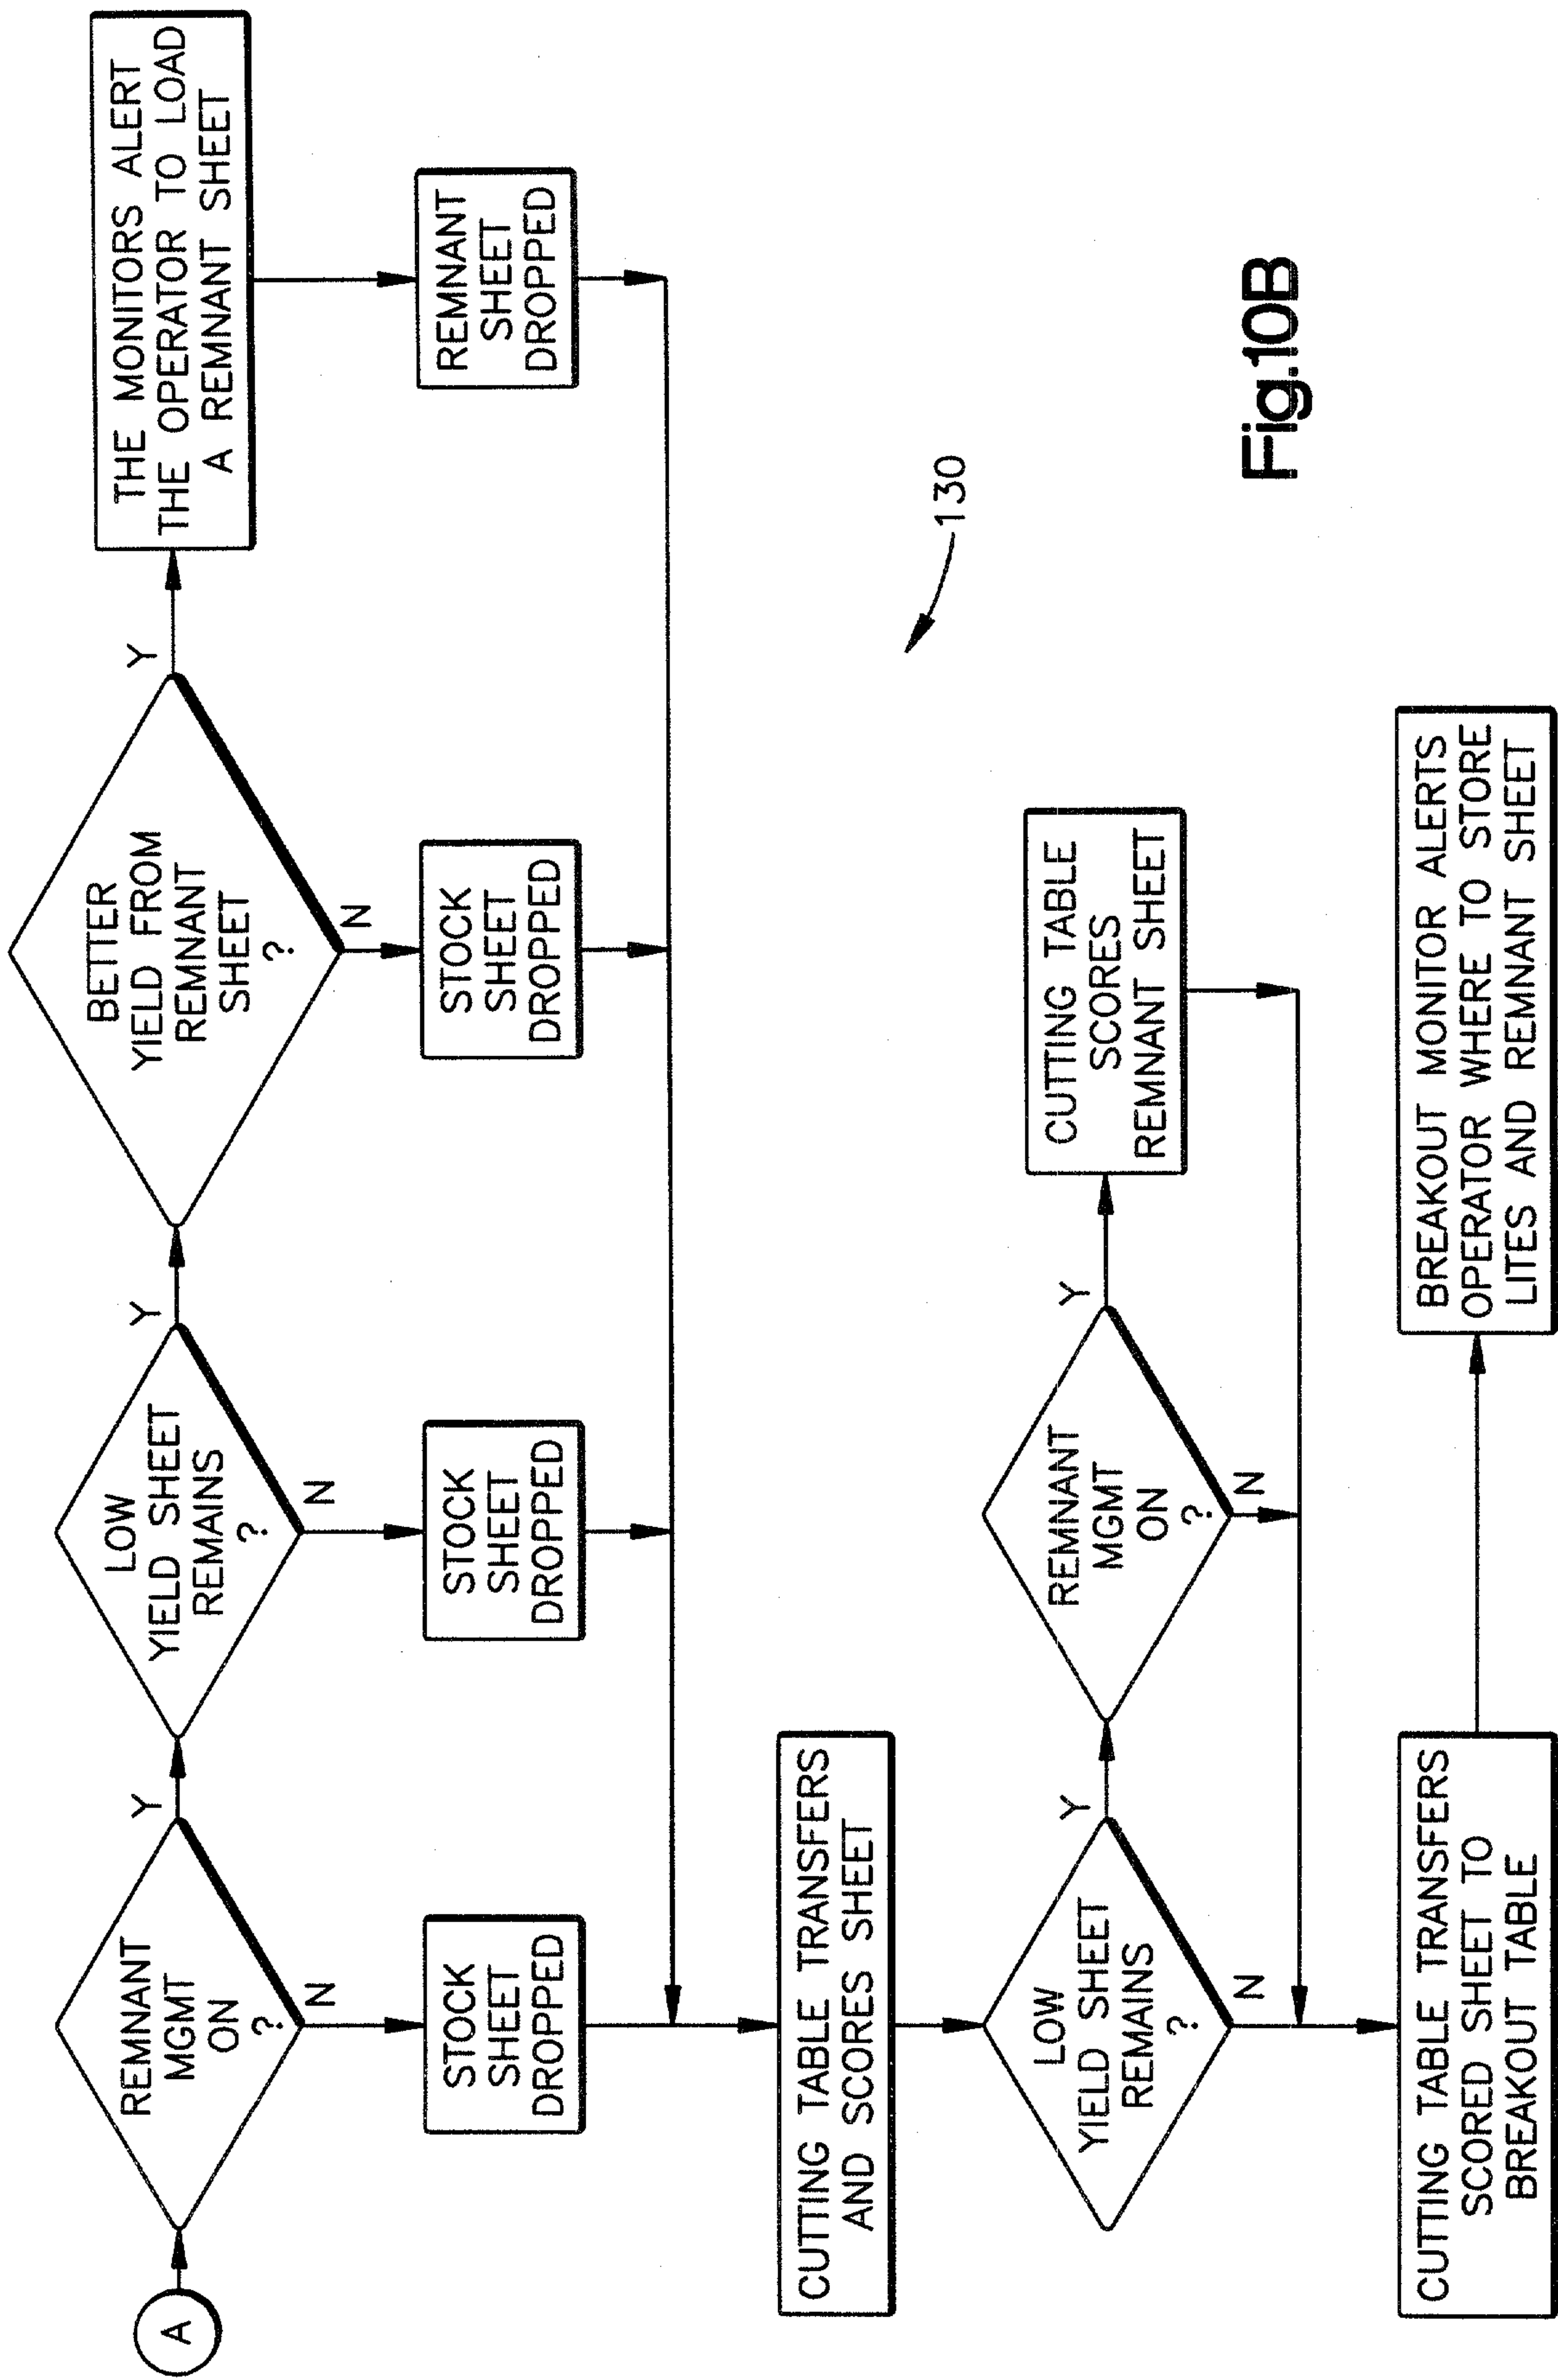 A
REMNANT
MGMT
ON
?
Y
N
LOW
YIELD SHEET
REMAINS
?
Y
N
BETTER
YIELD FROM
REMNANT
SHEET
?
Y
N
THE MONITORS ALERT
THE OPERATOR TO LOAD
A REMNANT SHEET
STOCK
SHEET
DROPPED
STOCK
SHEET
DROPPED
STOCK
SHEET
DROPPED
REMNANT
SHEET
DROPPED
CUTTING TABLE TRANSFERS
AND SCORES SHEET
130
LOW
YIELD SHEET
REMAINS
?
Y
N
REMNANT
MGMT
ON
?
Y
N
CUTTING TABLE
SCORES
REMNANT SHEET
CUTTING TABLE TRANSFERS
SCORED SHEET TO
BREAKOUT TABLE
BREAKOUT MONITOR ALERTS
OPERATOR WHERE TO STORE
LITES AND REMNANT SHEET
Fig.10B